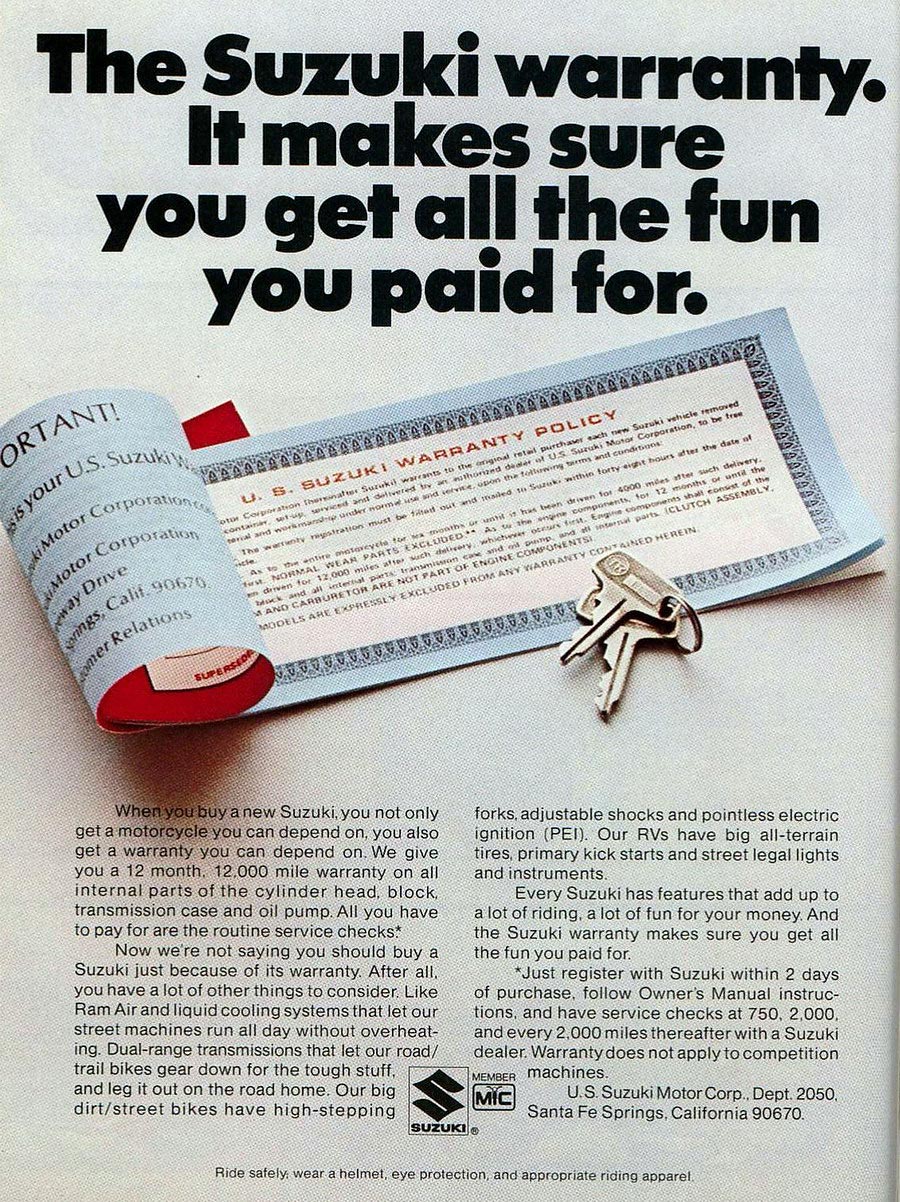 The Suzuki warranty.
It makes sure
you get all the fun
you paid for.
ORTANT!
is your U.S. Suzuki W
uki Motor Corporation
Motor Corporation
way Drive
ngs, Calif. 90670.
omer Relations
SUPERSED
U. S. SUZUKI WARRANTY POLICY
tor Corporation (hereinafter Suzuki) warrants to the original retail purchaser each new Suzuki vehicle removed
container, set-up, serviced and delivered by an authorized dealer of U.S. Suzuki Motor Corporation, to be free
erial and workmanship under normal use and service, upon the following terms and conditions:
The warranty registration must be filled out and mailed to Suzuki within forty-eight hours after the date of
As to the entire motorcycle for six months or until it has been driven for 4000 miles after such delivery,
rst. NORMAL WEAR PARTS EXCLUDED** As to the engine components, for 12 months or until the
en driven for 12,000 miles after such delivery, whichever occurs first. Engine components shall consist of the
block and all internal parts, transmission case and oil pump, and all internal parts. (CLUTCH ASSEMBLY,
AND CARBURETOR ARE NOT PART OF ENGINE COMPONENTS)
MODELS ARE EXPRESSLY EXCLUDED FROM ANY WARRANTY CONTAINED HEREIN.
When you buy a new Suzuki, you not only
get a motorcycle you can depend on, you also
get a warranty you can depend on. We give
you a 12 month, 12,000 mile warranty on all
internal parts of the cylinder head, block,
transmission case and oil pump. All you have
to pay for are the routine service checks.*
Now we're not saying you should buy a
Suzuki just because of its warranty. After all,
you have a lot of other things to consider. Like
Ram Air and liquid cooling systems that let our
street machines run all day without overheat-
ing. Dual-range transmissions that let our road/
trail bikes gear down for the tough stuff,
and leg it out on the road home. Our big
dirt/street bikes have high-stepping
forks, adjustable shocks and pointless electric
ignition (PEI). Our RVs have big all-terrain
tires, primary kick starts and street legal lights
and instruments.
Every Suzuki has features that add up to
a lot of riding, a lot of fun for your money. And
the Suzuki warranty makes sure you get all
the fun you paid for.
*Just register with Suzuki within 2 days
of purchase, follow Owner's Manual instruc-
tions, and have service checks at 750, 2,000,
and every 2,000 miles thereafter with a Suzuki
dealer. Warranty does not apply to competition
machines.
U.S. Suzuki Motor Corp., Dept. 2050,
Santa Fe Springs, California 90670.
SUZUKI ®
MEMBER
MIC
Ride safely; wear a helmet, eye protection, and appropriate riding apparel.